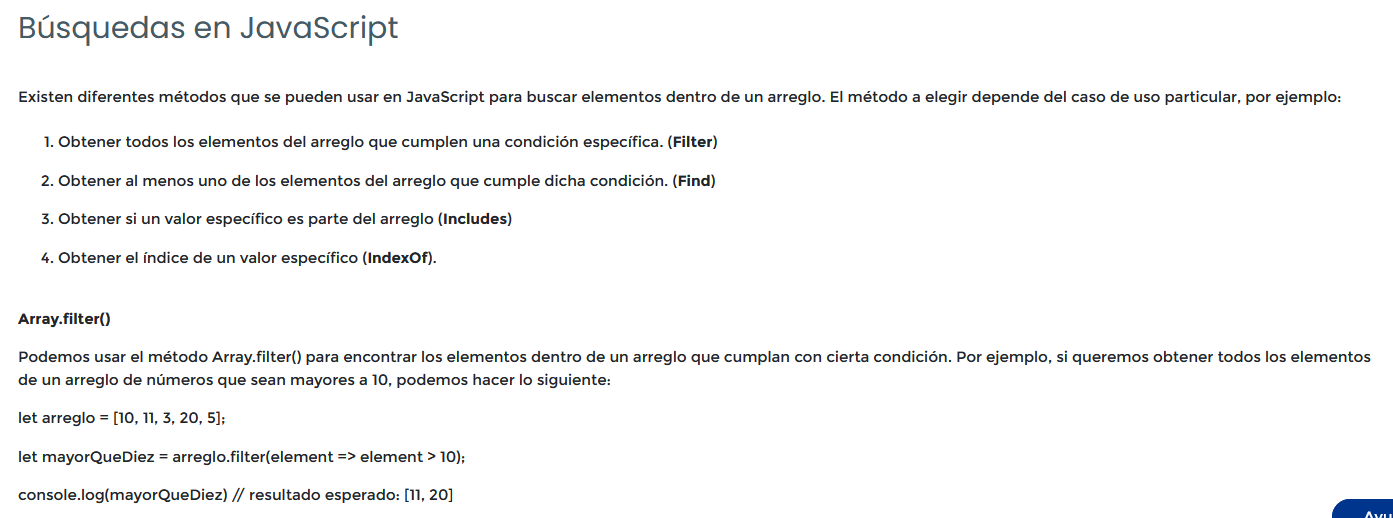 Búsquedas en JavaScript
Existen diferentes métodos que se pueden usar en JavaScript para buscar elementos dentro de un arreglo. El método a elegir depende del caso de uso particular, por ejemplo:
1. Obtener todos los elementos del arreglo que cumplen una condición específica. (Filter)
2. Obtener al menos uno de los elementos del arreglo que cumple dicha condición. (Find)
3. Obtener si un valor específico es parte del arreglo (Includes)
4. Obtener el índice de un valor específico (IndexOf).
Array.filter()
Podemos usar el método Array.filter() para encontrar los elementos dentro de un arreglo que cumplan con cierta condición. Por ejemplo, si queremos obtener todos los elementos
de un arreglo de números que sean mayores a 10, podemos hacer lo siguiente:
let arreglo = [10, 11, 3, 20, 5];
let mayorQueDiez = arreglo.filter(element => element > 10);
console.log(mayorQueDiez) // resultado esperado: [11, 20]